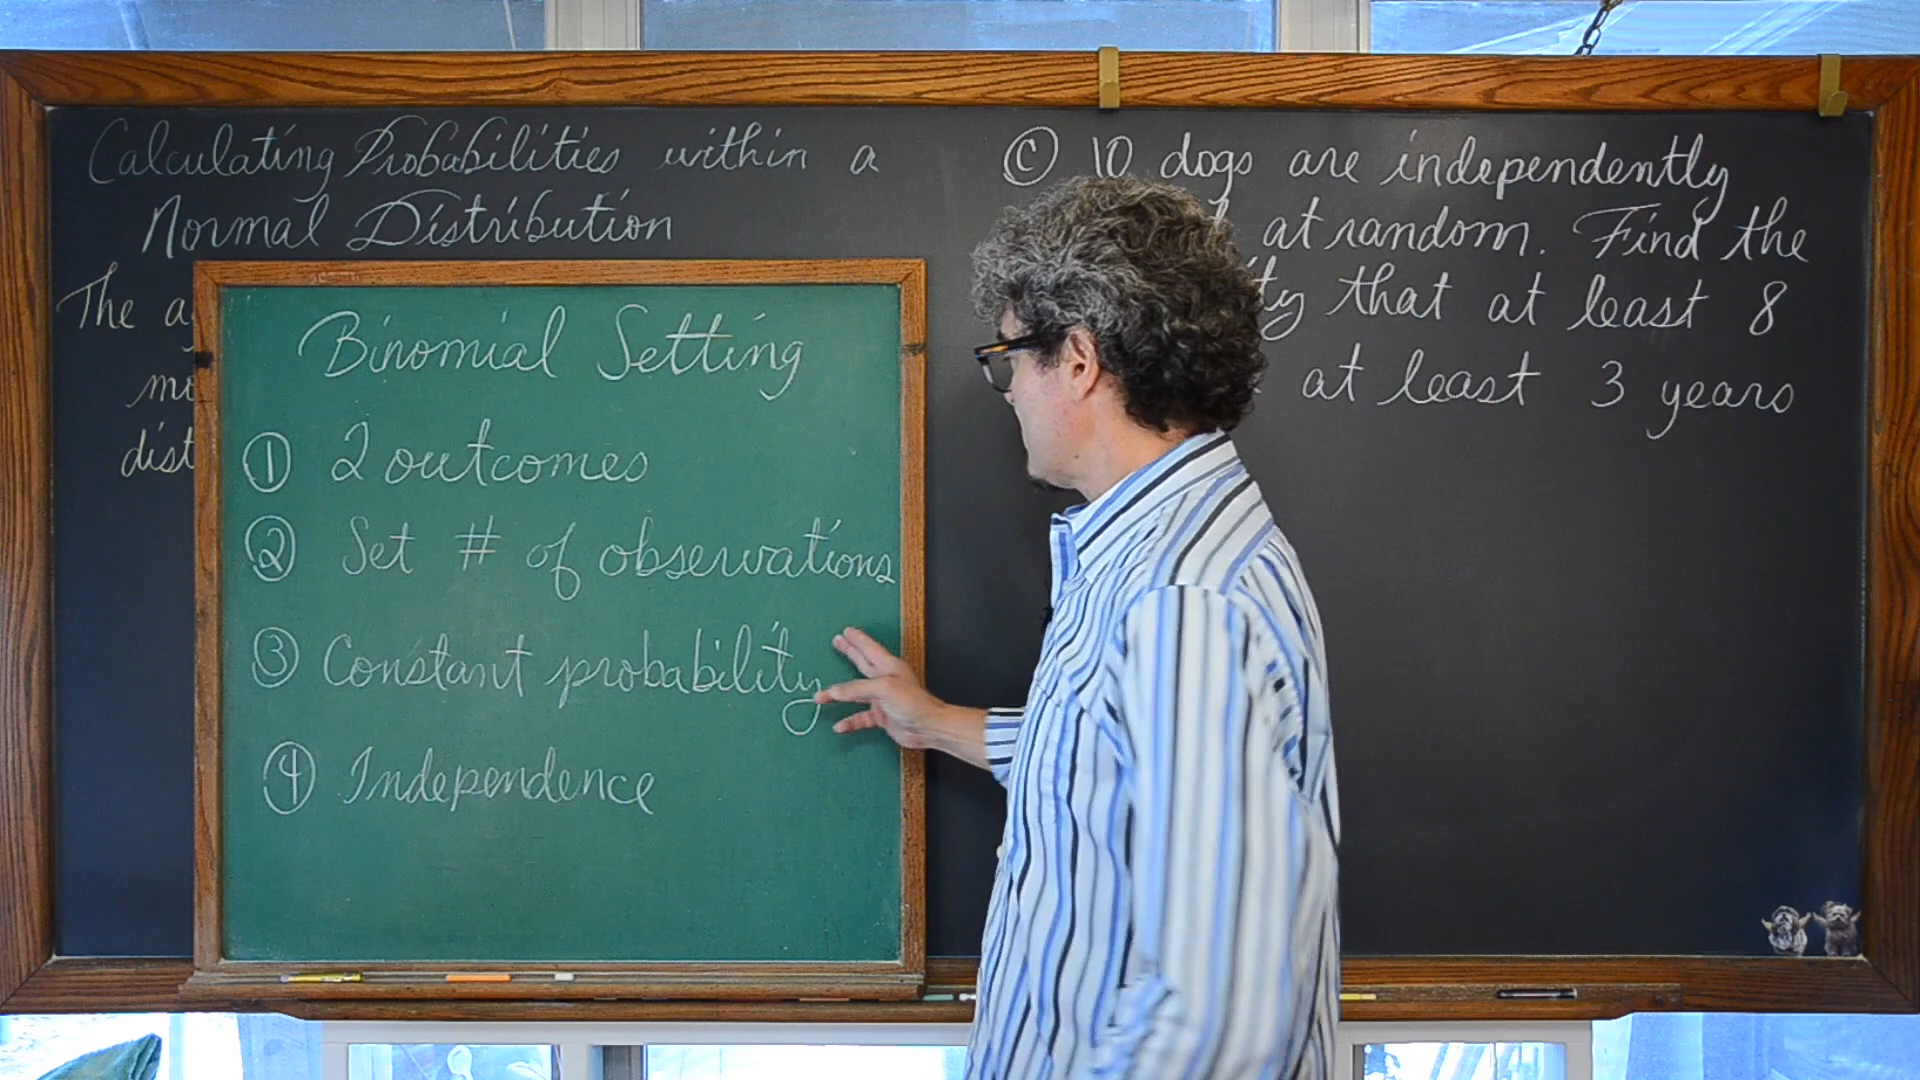 Calculating Probabilities within a
Normal Distribution
The
Binomial Setting
① 2 outcomes
② Set # of observations
③ Constant probability
④ Independence
Ⓒ 10 dogs are independently
at random. Find the
that at least 8
at least 3 years